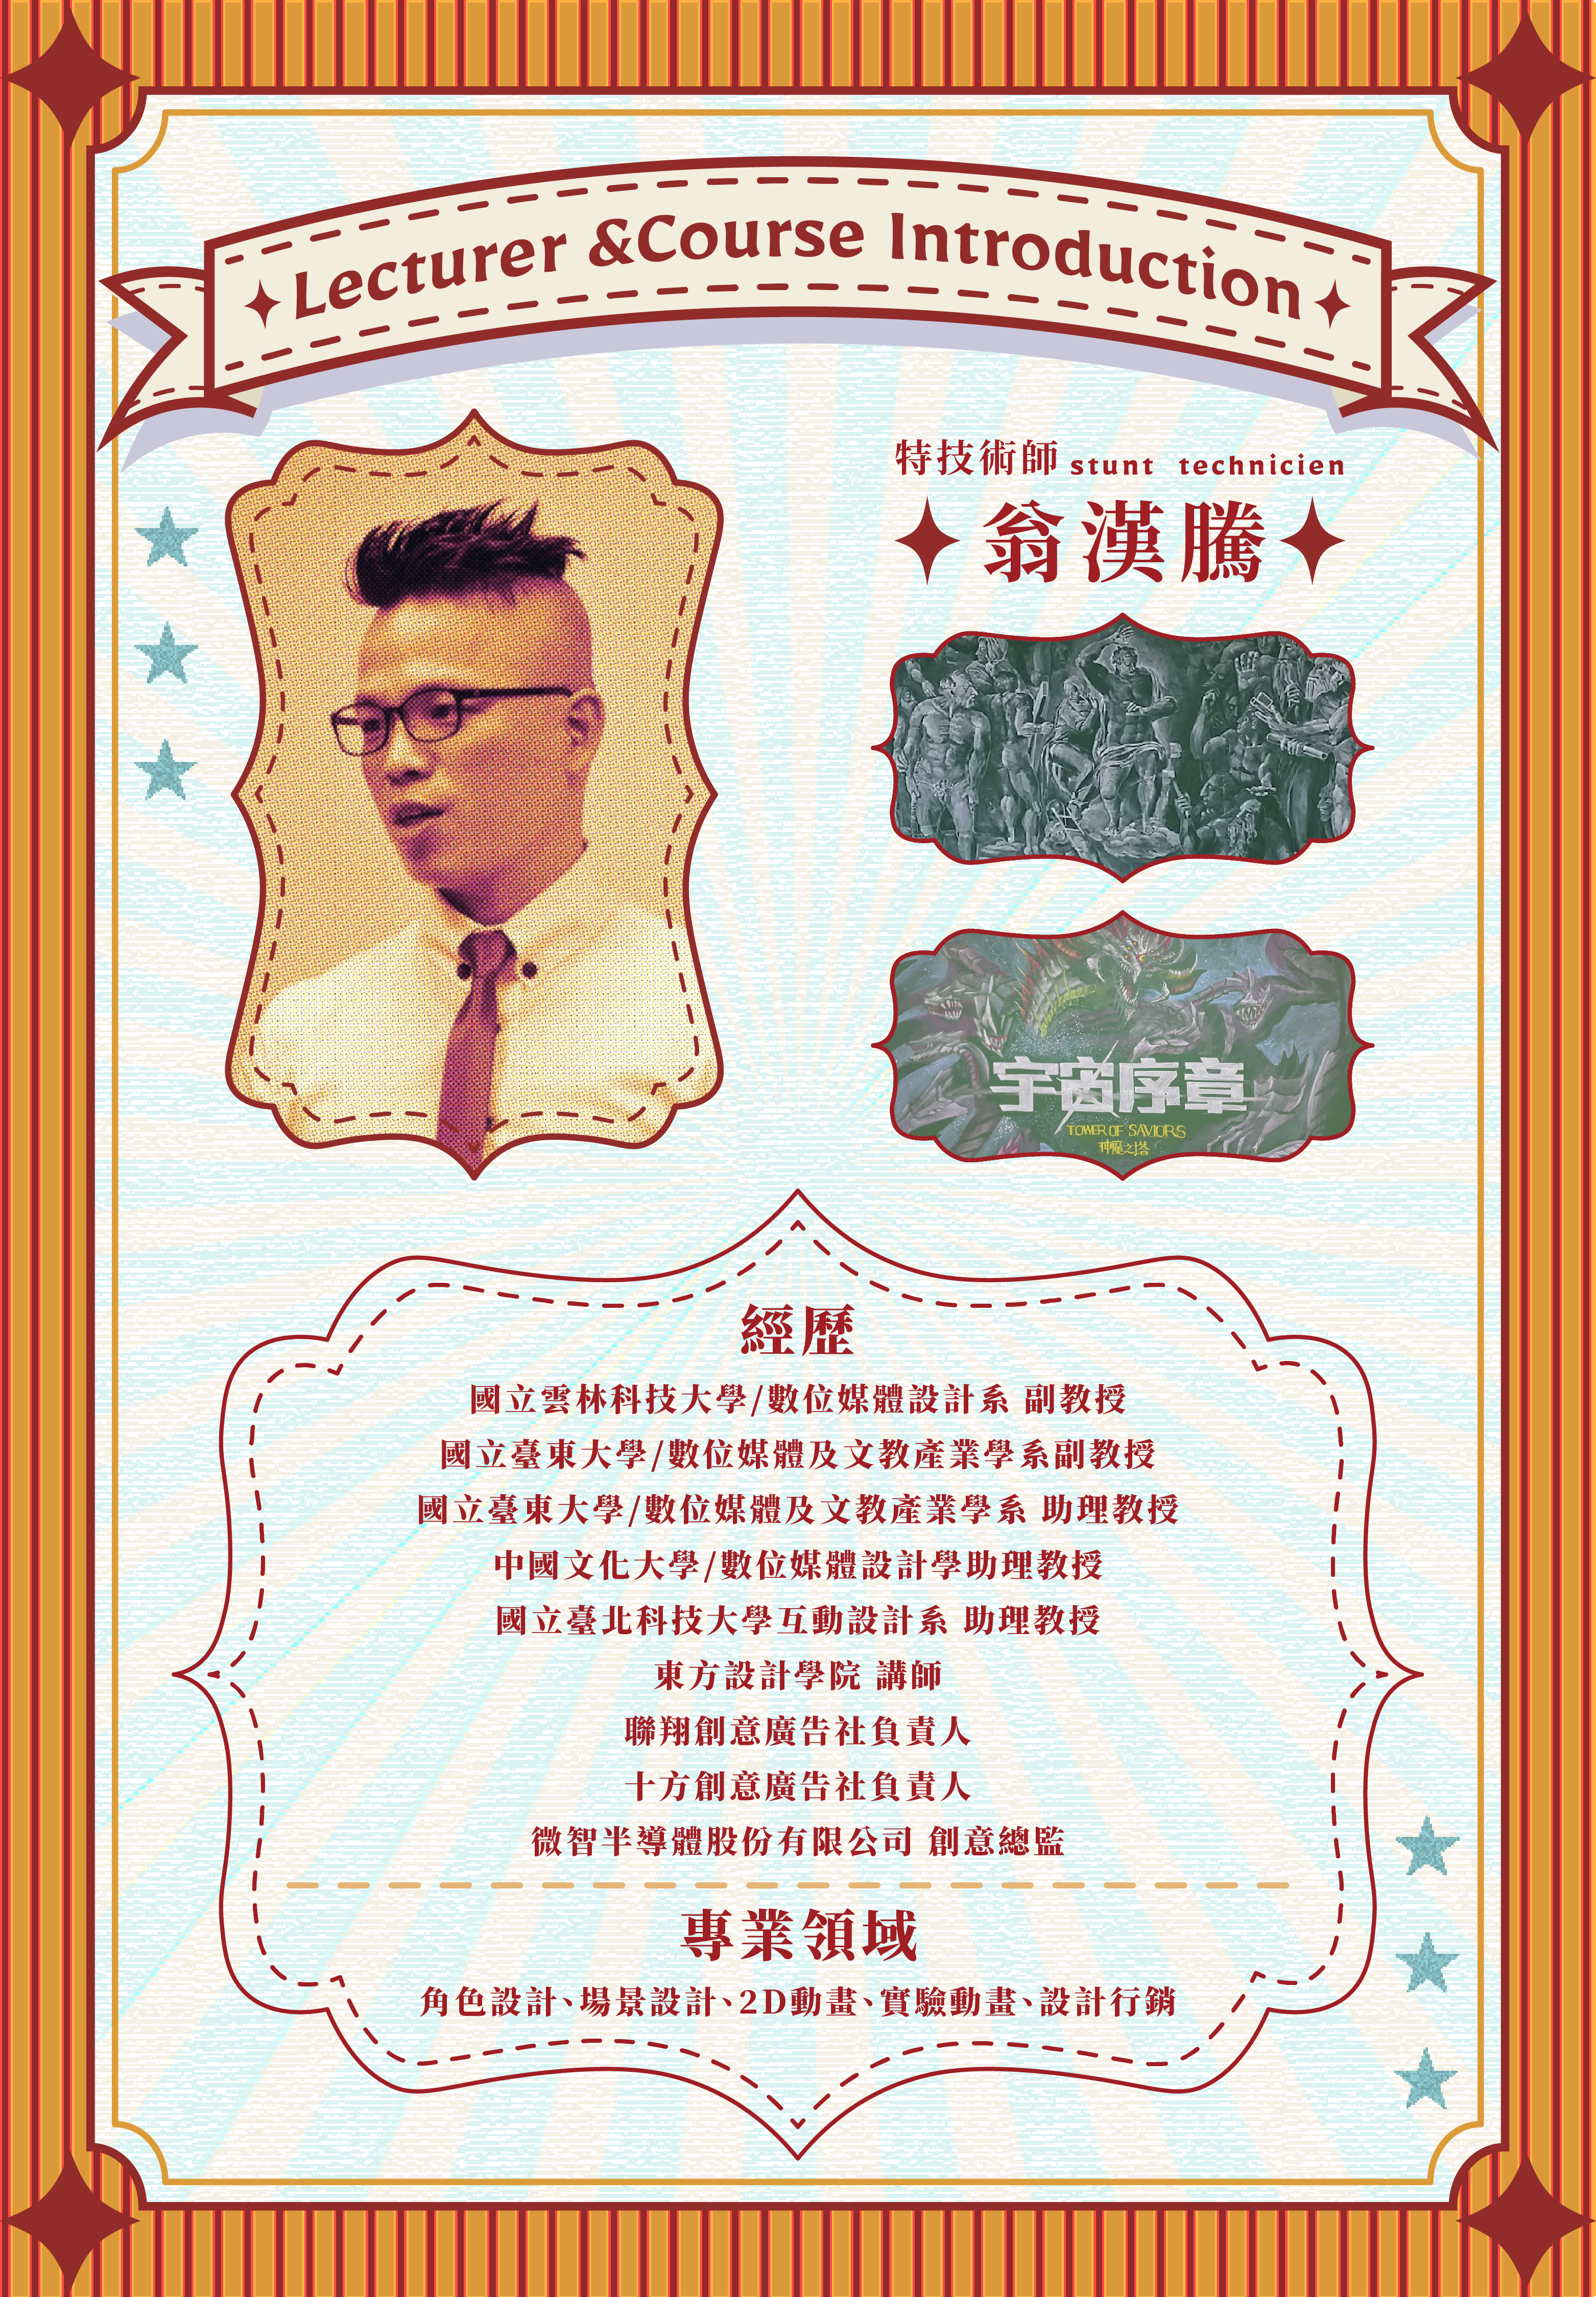 Lecturer &Course Introduction
特技術師 stunt technicien
翁漢騰
宇宙序章
TOWER OF SAVIORS
神魔之塔
經歷
國立雲林科技大學/數位媒體設計系 副教授
國立臺東大學/數位媒體及文教產業學系副教授
國立臺東大學/數位媒體及文教產業學系 助理教授
中國文化大學/數位媒體設計學助理教授
國立臺北科技大學互動設計系 助理教授
東方設計學院 講師
聯翔創意廣告社負責人
十方創意廣告社負責人
微智半導體股份有限公司 創意總監
專業領域
角色設計、場景設計、2D動畫、實驗動畫、設計行銷